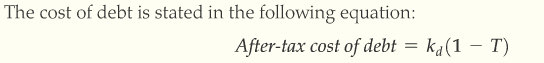 The cost of debt is stated in the following equation:
After-tax cost of debt = k_d(1 − T)